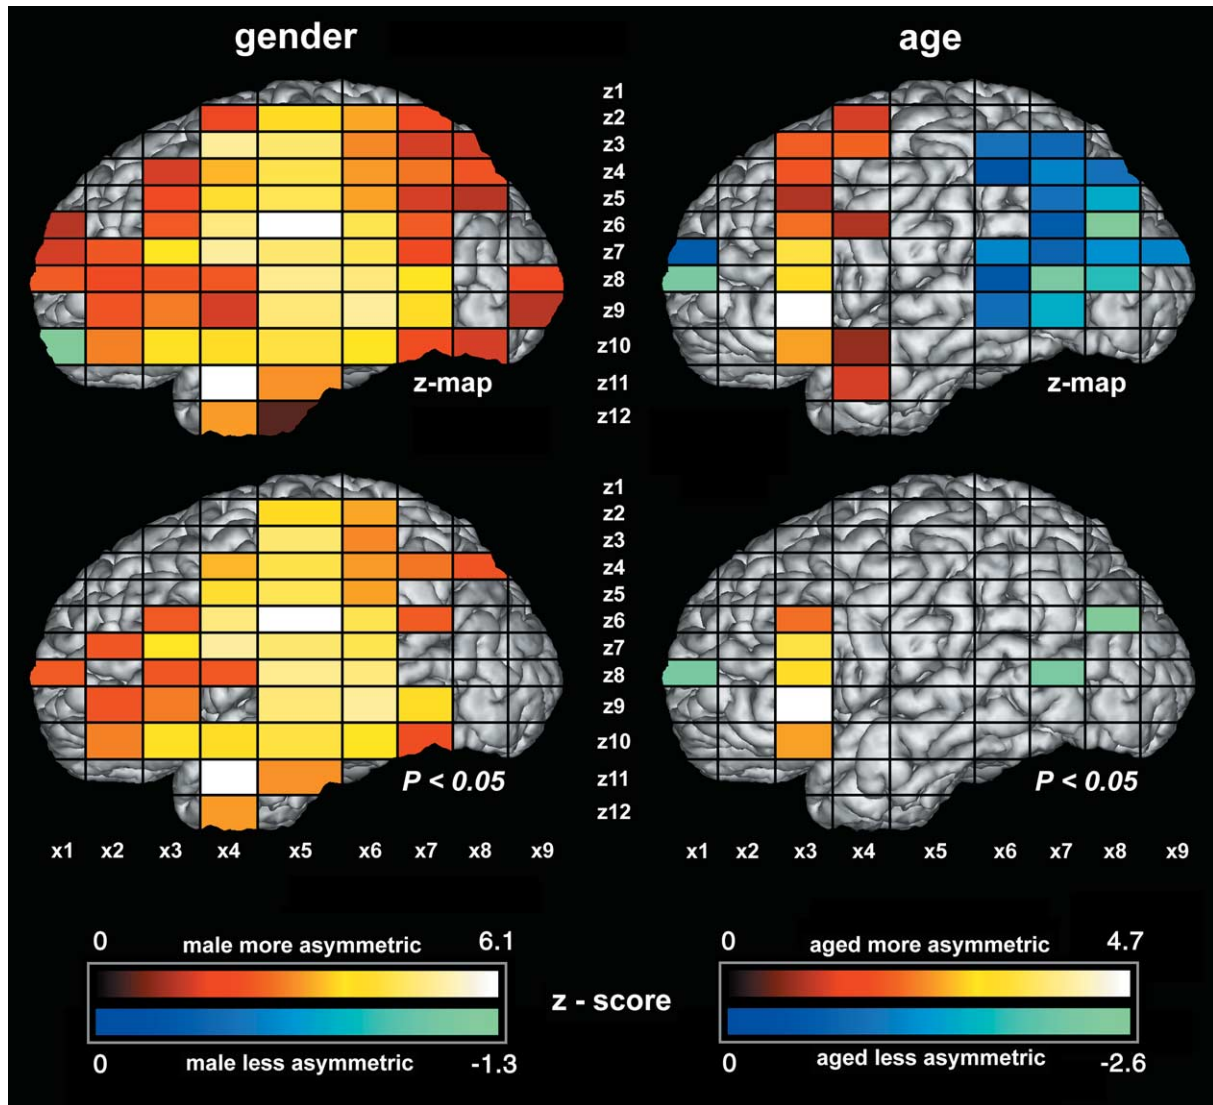 gender age
z1
z2
z3
z4
z5
z6
z7
z8
z9
z10
z-map z11 z-map
z12
z1
z2
z3
z4
z5
z6
z7
z8
z9
z10
P < 0.05 z11 P < 0.05
z12
x1 x2 x3 x4 x5 x6 x7 x8 x9 x1 x2 x3 x4 x5 x6 x7 x8 x9
0 male more asymmetric 6.1 0 aged more asymmetric 4.7
z - score
0 male less asymmetric -1.3 0 aged less asymmetric -2.6